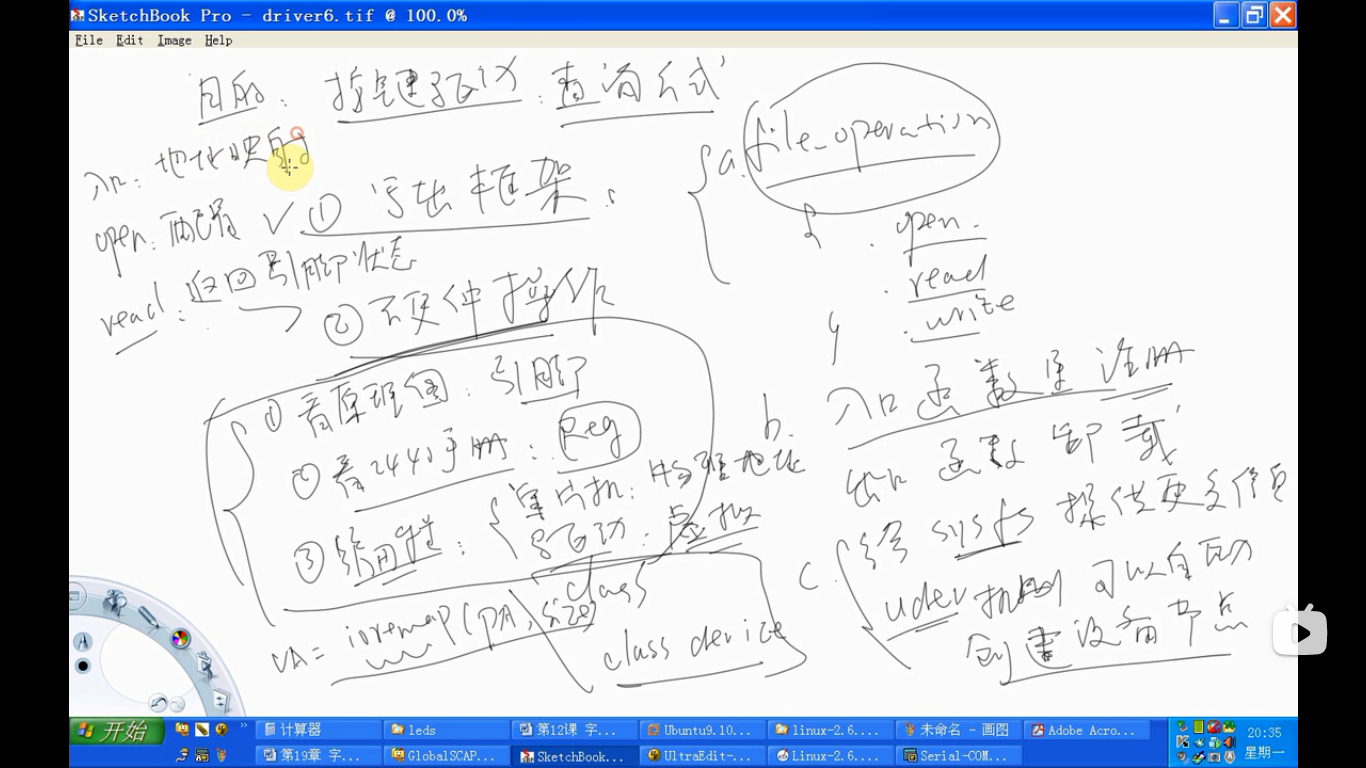 SketchBook Pro - driver6.tif @ 100.0%
File Edit Image Help
目的: 按键驱动: 查询方式
入口: 地址映射
open: 配置
read: 返回引脚状态
✓ ① 写出框架:
② 硬件操作
① 看原理图: 引脚
② 看2440手册: Reg
③ 编程: { 单片机: 物理地址
驱动: 虚拟
VA = ioremap(PA, size)
class
class device
a. file_operation
{ . open.
. read
. write
}
b. 入口函数里 注册
出口函数 卸载
c. 给 sysfs 提供更多信息
udev机制 可以自动
创建设备节点
开始
计算器
leds
第12课 字...
Ubuntu9.10...
linux-2.6....
未命名 - 画图
Adobe Acro...
20:35
第19章 字...
GlobalSCAP...
SketchBook...
UltraEdit-...
Linux-2.6....
Serial-COM...
星期一